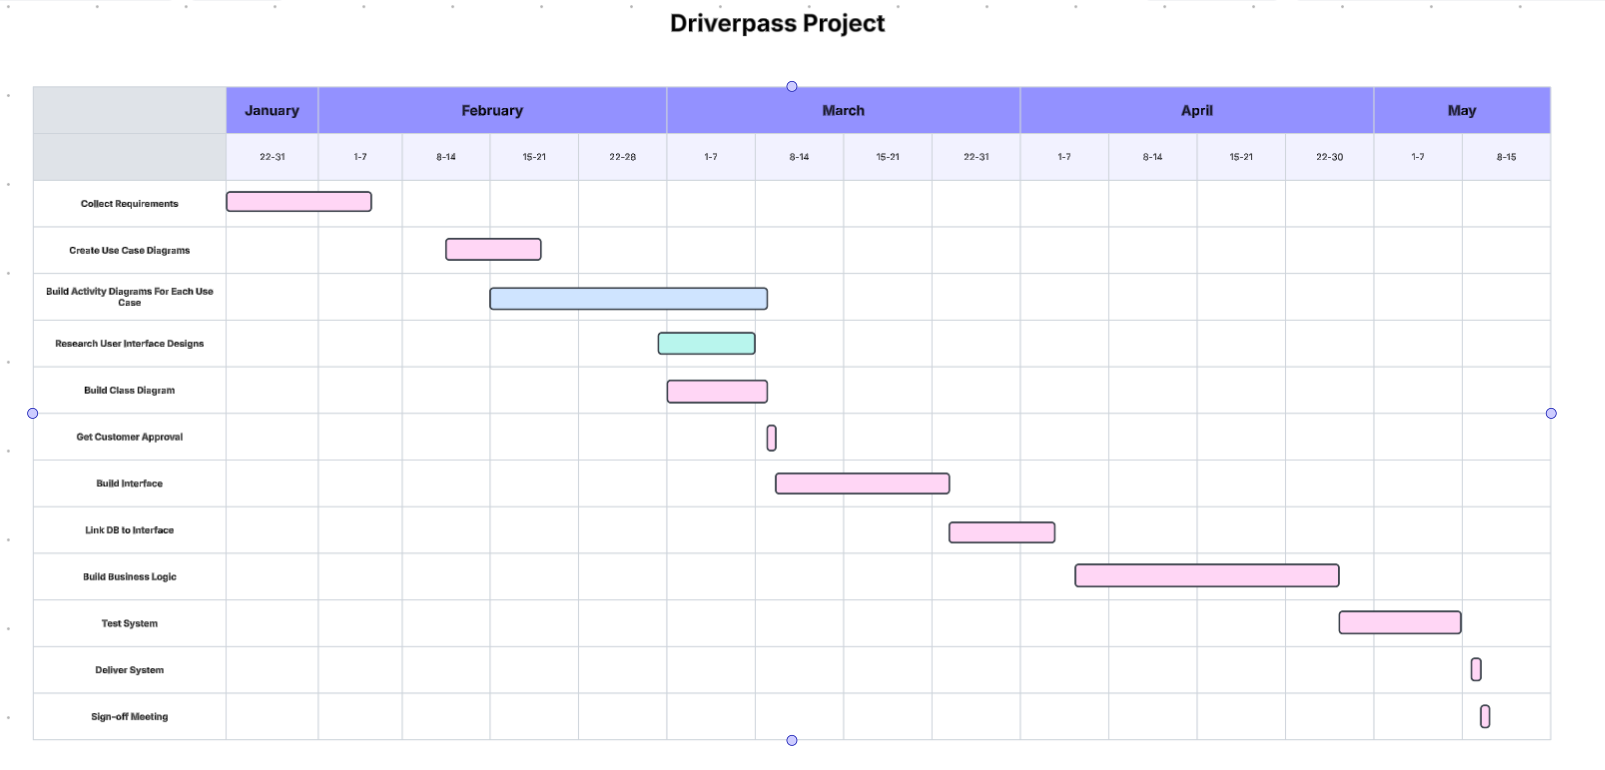 Driverpass Project
January February March April May
22-31 1-7 8-14 15-21 22-28 1-7 8-14 15-21 22-31 1-7 8-14 15-21 22-30 1-7 8-15
Collect Requirements
Create Use Case Diagrams
Build Activity Diagrams For Each Use
Case
Research User Interface Designs
Build Class Diagram
Get Customer Approval
Build Interface
Link DB to Interface
Build Business Logic
Test System
Deliver System
Sign-off Meeting